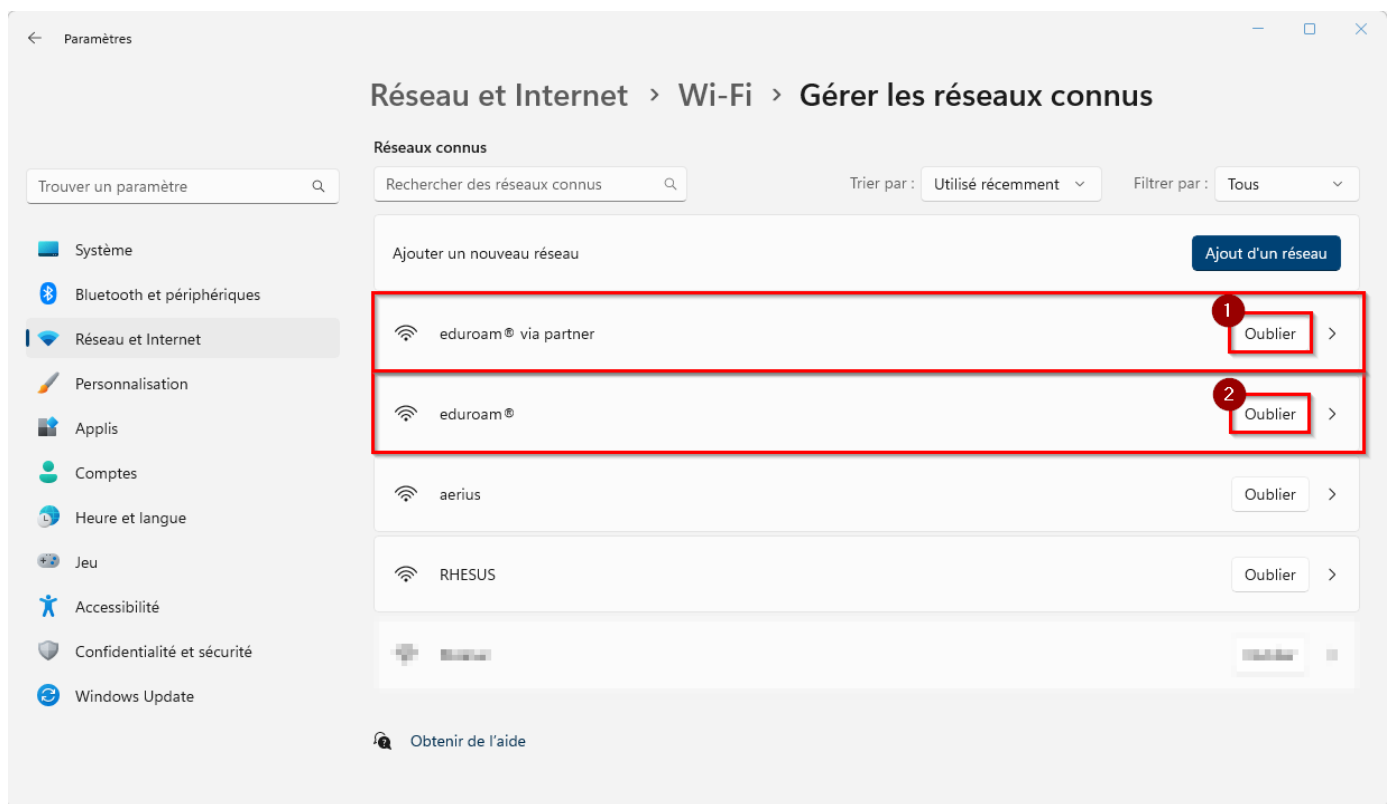 Paramètres
Réseau et Internet > Wi-Fi > Gérer les réseaux connus
Réseaux connus
Trouver un paramètre
Rechercher des réseaux connus
Trier par : Utilisé récemment
Filtrer par : Tous
Système
Bluetooth et périphériques
Réseau et Internet
Personnalisation
Applis
Comptes
Heure et langue
Jeu
Accessibilité
Confidentialité et sécurité
Windows Update
Ajouter un nouveau réseau
Ajout d'un réseau
eduroam® via partner
1
Oublier
eduroam®
2
Oublier
aerius
Oublier
RHESUS
Oublier
Obtenir de l'aide